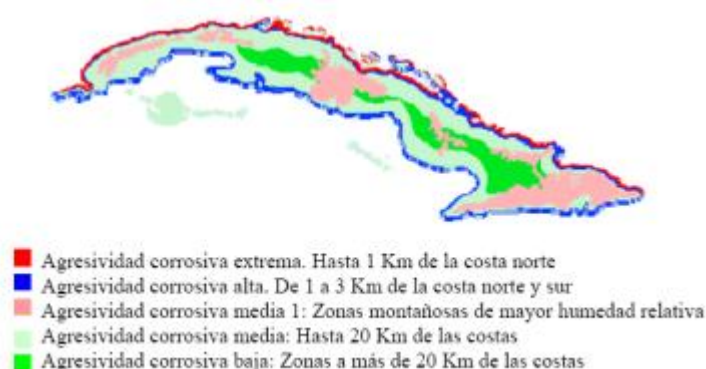 Agresividad corrosiva extrema. Hasta 1 Km de la costa norte
Agresividad corrosiva alta. De 1 a 3 Km de la costa norte y sur
Agresividad corrosiva media 1: Zonas montañosas de mayor humedad relativa
Agresividad corrosiva media: Hasta 20 Km de las costas
Agresividad corrosiva baja: Zonas a más de 20 Km de las costas